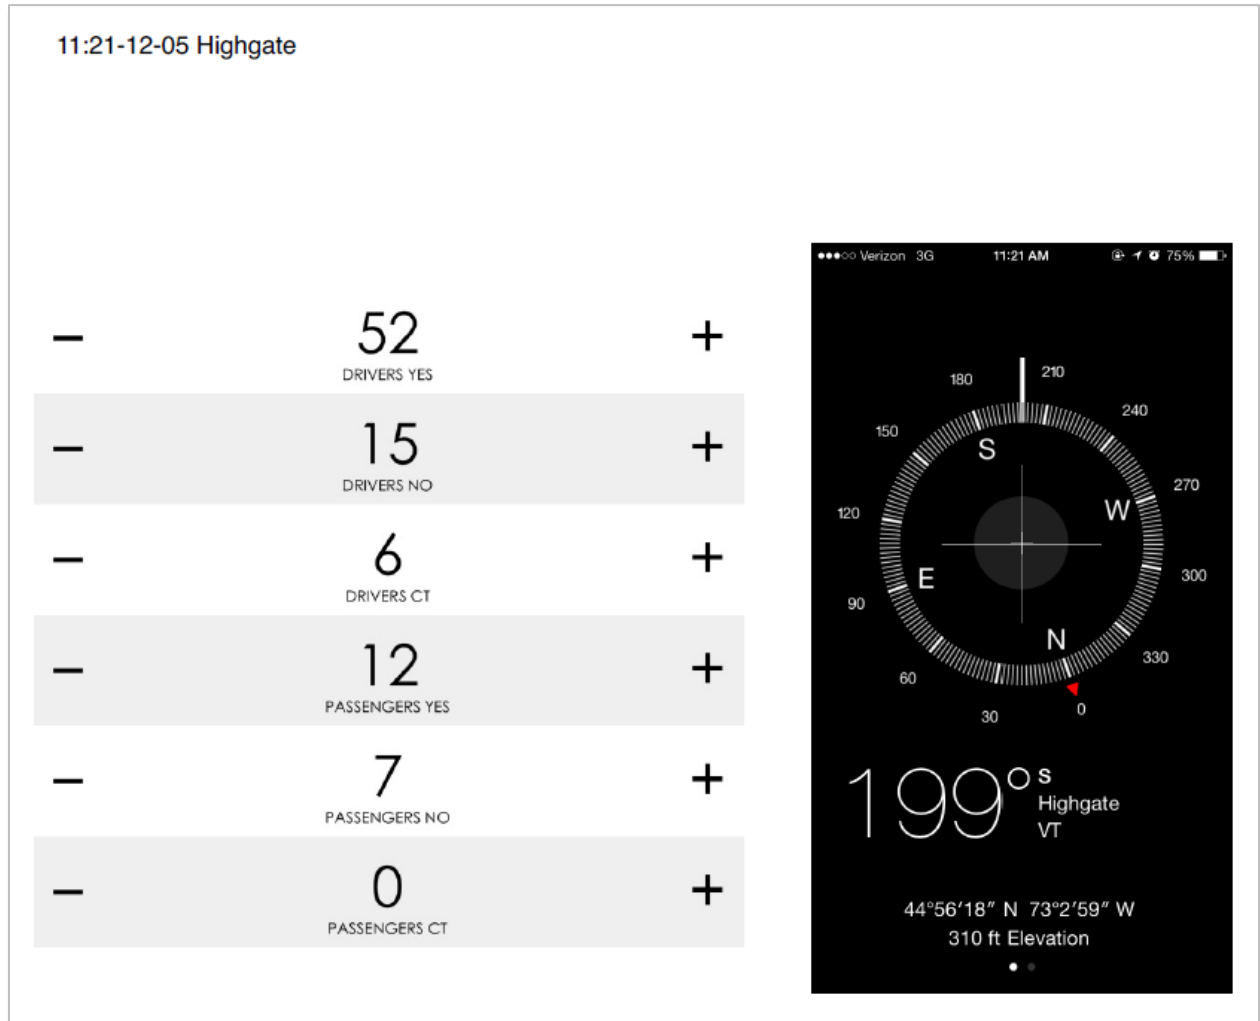 11:21-12-05 Highgate
− 52 +
DRIVERS YES
− 15 +
DRIVERS NO
− 6 +
DRIVERS CT
− 12 +
PASSENGERS YES
− 7 +
PASSENGERS NO
− 0 +
PASSENGERS CT
Verizon 3G 11:21 AM 75%
180 210
150 240
S
120 270
W
E
90 300
N
60 330
30 0
199° S
Highgate
VT
44°56′18″ N 73°2′59″ W
310 ft Elevation